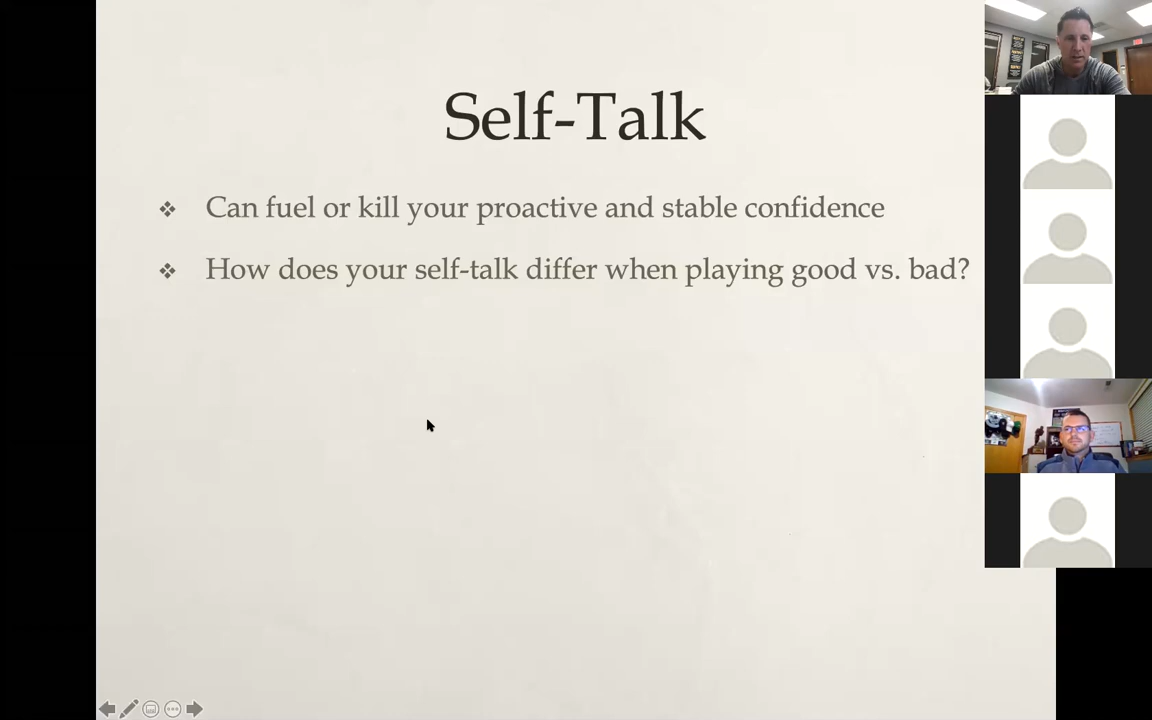 Self-Talk
Can fuel or kill your proactive and stable confidence
How does your self-talk differ when playing good vs. bad?